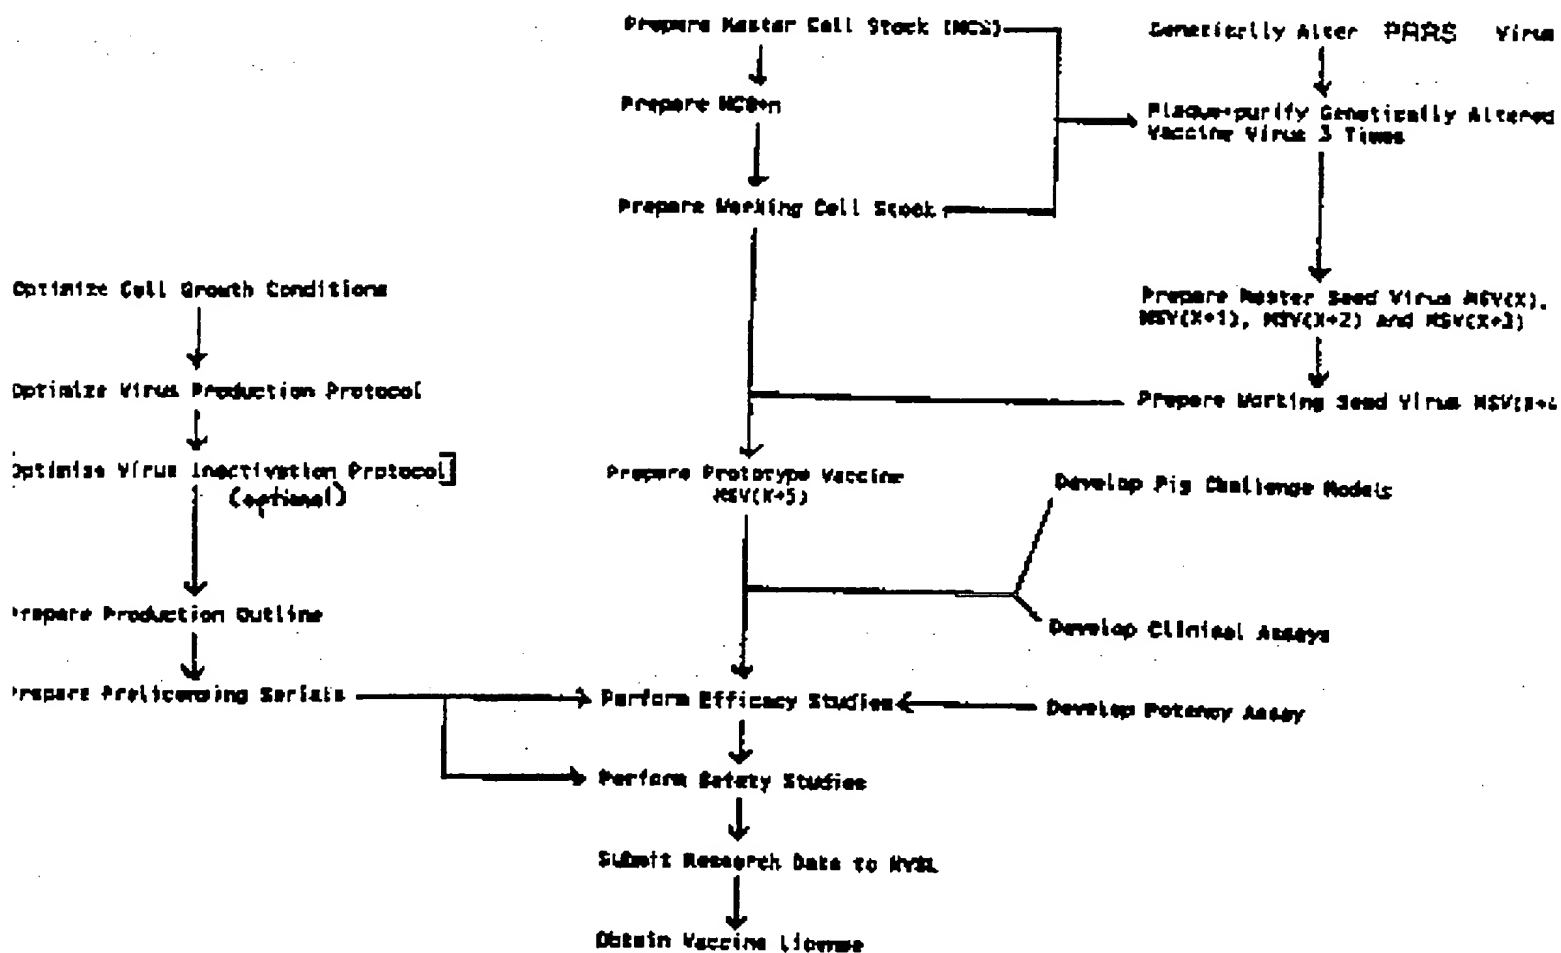 Prepare Master Cell Stock (MCS)
Genetically Alter PRRS Virus
Prepare MCS+n
Plaque-purify Genetically Altered
Vaccine Virus 3 Times
Prepare Working Cell Stock
Optimize Cell Growth Conditions
Prepare Master Seed Virus MSV(X),
MSV(X+1), MSV(X+2) and MSV(X+3)
Optimize Virus Production Protocol
Prepare Working Seed Virus MSV(X+4
Optimize Virus Inactivation Protocol]
(optional)
Prepare Prototype Vaccine
MSV(X+5)
Develop Pig Challenge Models
Prepare Production Outline
Develop Clinical Assays
Prepare Prelicensing Serials
Perform Efficacy Studies
Develop Potency Assay
Perform Safety Studies
Submit Research Data to NVSL
Obtain Vaccine License